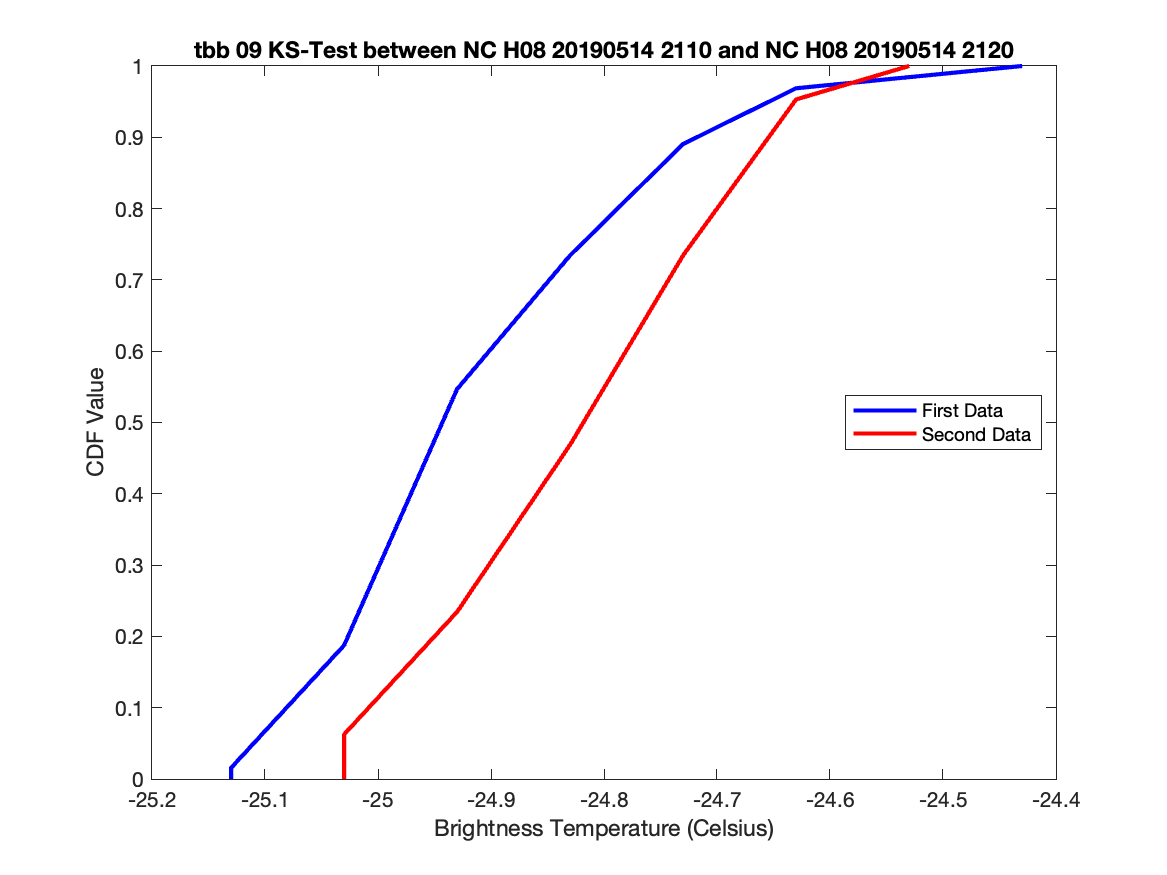 tbb 09 KS-Test between NC H08 20190514 2110 and NC H08 20190514 2120
1
0.9
0.8
0.7
0.6
0.5
0.4
0.3
0.2
0.1
0
CDF Value
First Data
Second Data
-25.2 -25.1 -25 -24.9 -24.8 -24.7 -24.6 -24.5 -24.4
Brightness Temperature (Celsius)